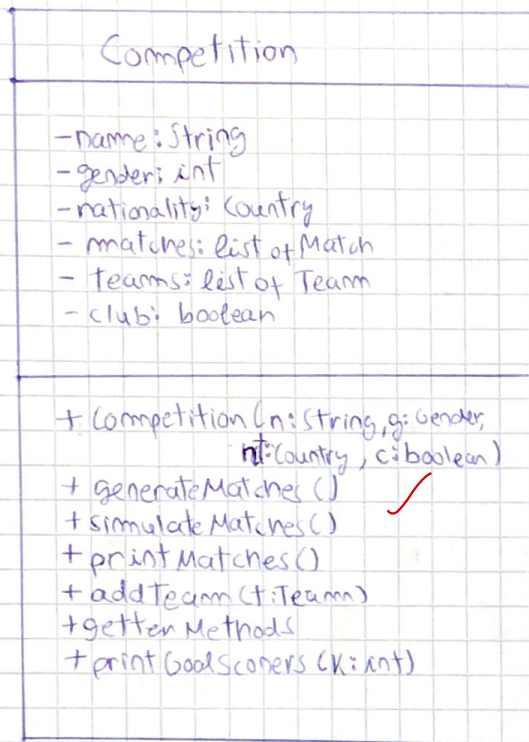 Competition
- name: String
- gender: int
- nationality: Country
- matches: list of Match
- teams: list of Team
- club: boolean
+ Competition (n: String, g: Gender,
nt: Country, c: boolean)
+ generateMatches ()
+ simulateMatches ()
+ printMatches ()
+ addTeam (t: Team)
+ getter Methods
+ printGoalScorers (k: int)